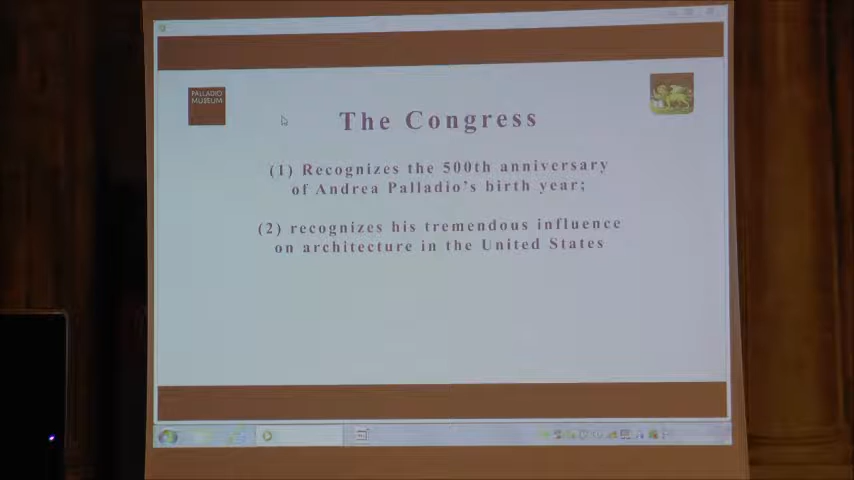 PALLADIO
MUSEUM
The Congress
(1) Recognizes the 500th anniversary
of Andrea Palladio's birth year;
(2) recognizes his tremendous influence
on architecture in the United States